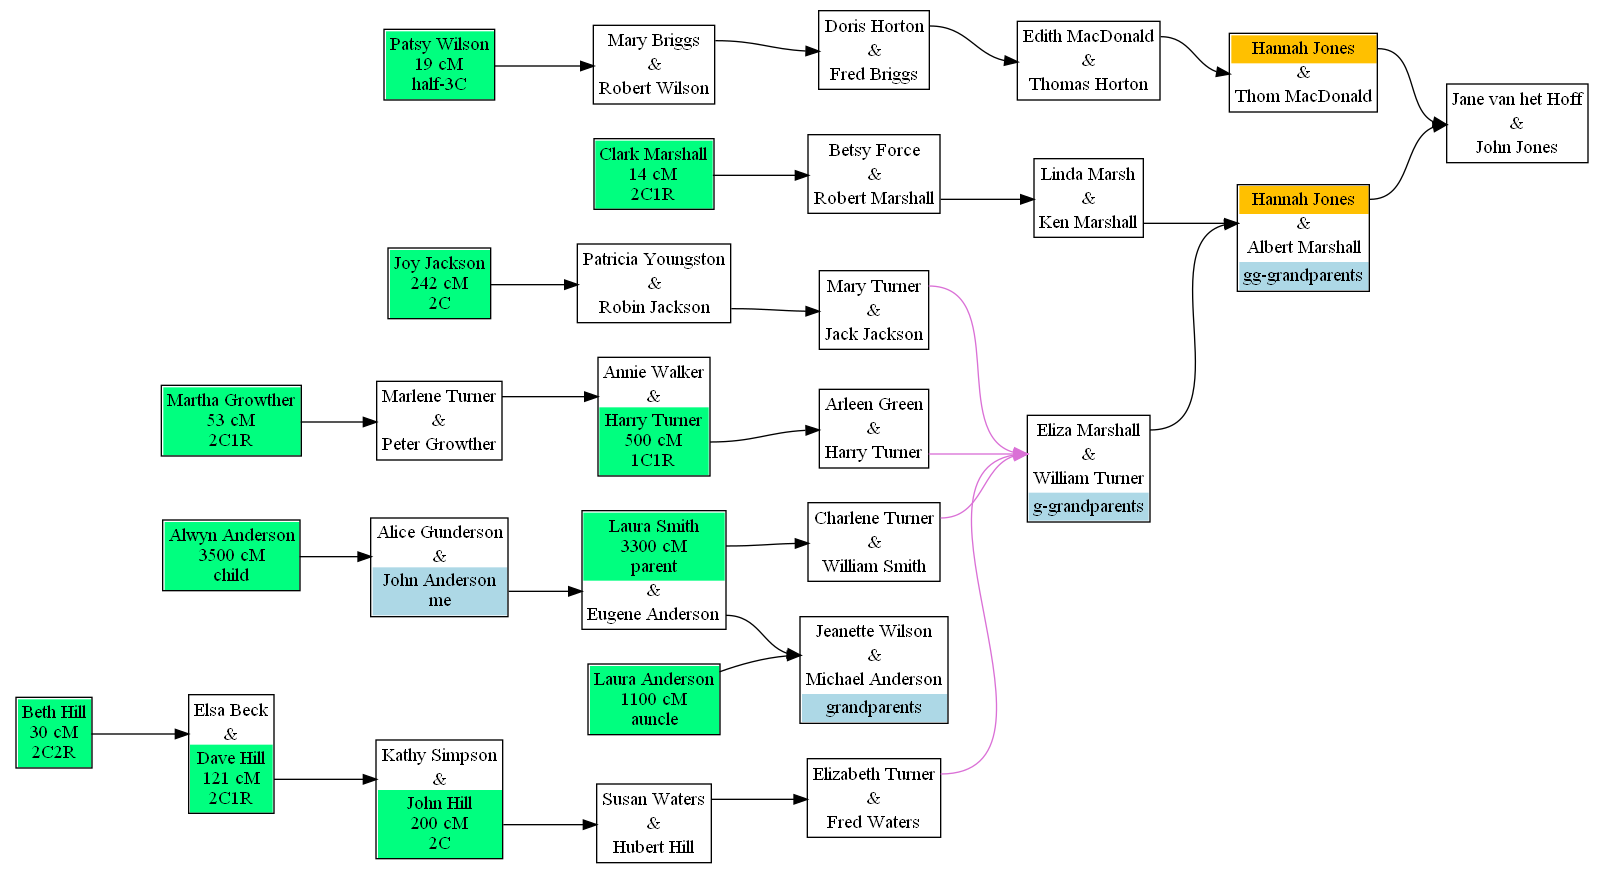 Patsy Wilson
19 cM
half-3C
Mary Briggs
&
Robert Wilson
Doris Horton
&
Fred Briggs
Edith MacDonald
&
Thomas Horton
Hannah Jones
&
Thom MacDonald
Jane van het Hoff
&
John Jones
Clark Marshall
14 cM
2C1R
Betsy Force
&
Robert Marshall
Linda Marsh
&
Ken Marshall
Hannah Jones
&
Albert Marshall
gg-grandparents
Joy Jackson
242 cM
2C
Patricia Youngston
&
Robin Jackson
Mary Turner
&
Jack Jackson
Martha Growther
53 cM
2C1R
Marlene Turner
&
Peter Growther
Annie Walker
&
Harry Turner
500 cM
1C1R
Arleen Green
&
Harry Turner
Eliza Marshall
&
William Turner
g-grandparents
Alwyn Anderson
3500 cM
child
Alice Gunderson
&
John Anderson
me
Laura Smith
3300 cM
parent
&
Eugene Anderson
Charlene Turner
&
William Smith
Jeanette Wilson
&
Michael Anderson
grandparents
Laura Anderson
1100 cM
auncle
Beth Hill
30 cM
2C2R
Elsa Beck
&
Dave Hill
121 cM
2C1R
Kathy Simpson
&
John Hill
200 cM
2C
Susan Waters
&
Hubert Hill
Elizabeth Turner
&
Fred Waters